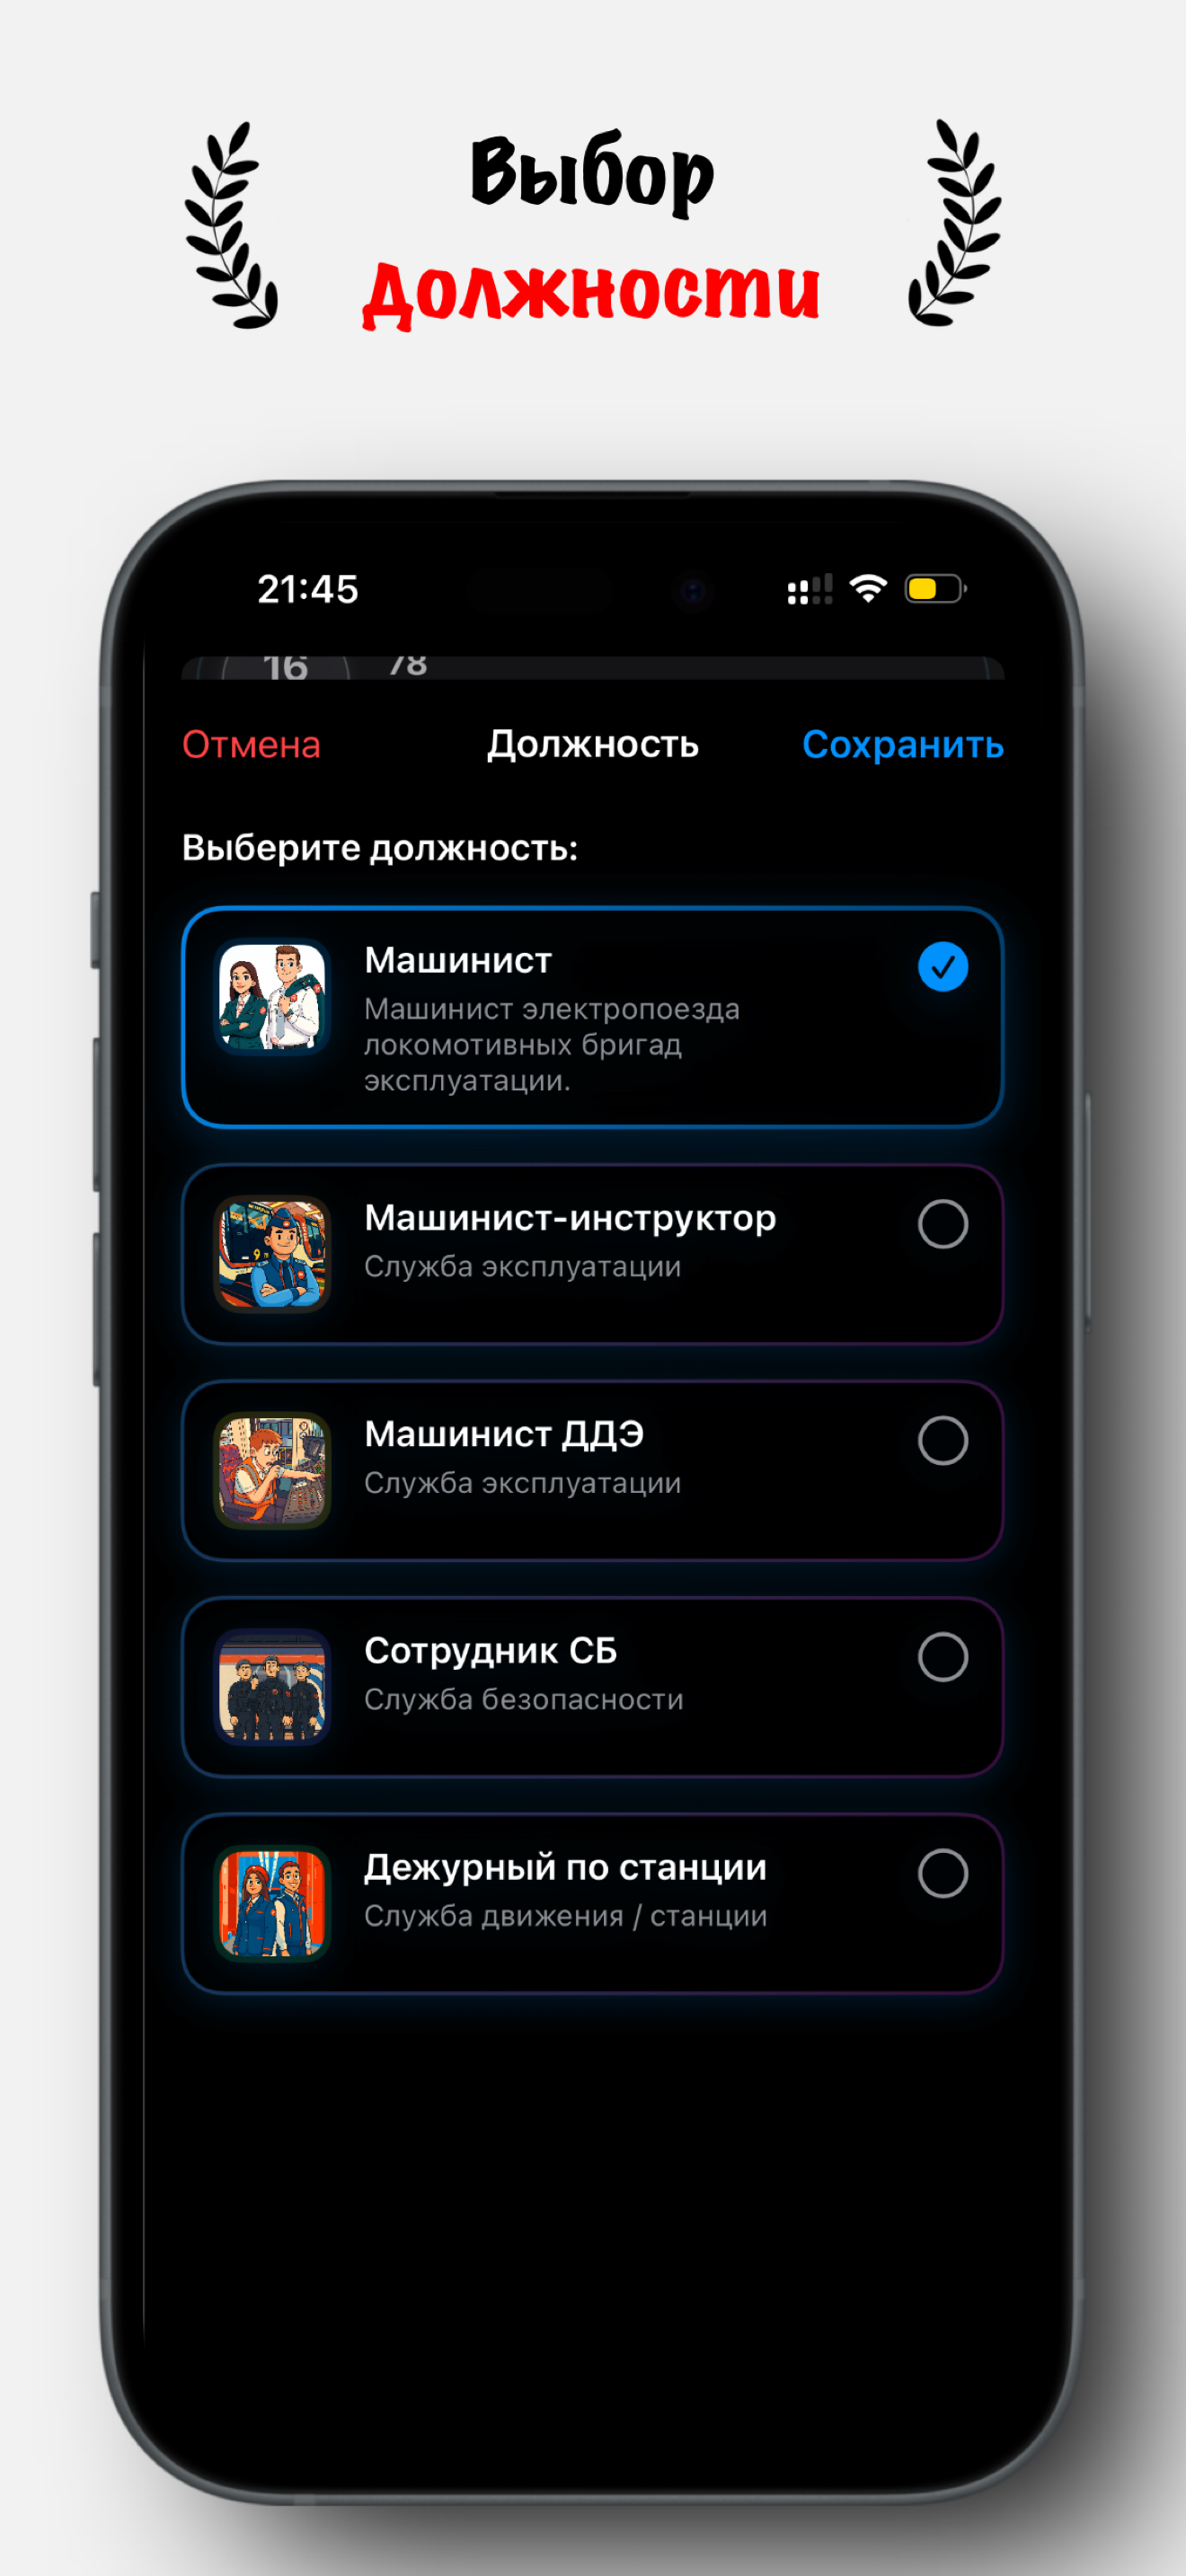 Выбор
должности
21:45
16
78
Отмена
Должность
Сохранить
Выберите должность:
Машинист
Машинист электропоезда
локомотивных бригад
эксплуатации.
Машинист-инструктор
Служба эксплуатации
Машинист ДДЭ
Служба эксплуатации
Сотрудник СБ
Служба безопасности
Дежурный по станции
Служба движения / станции